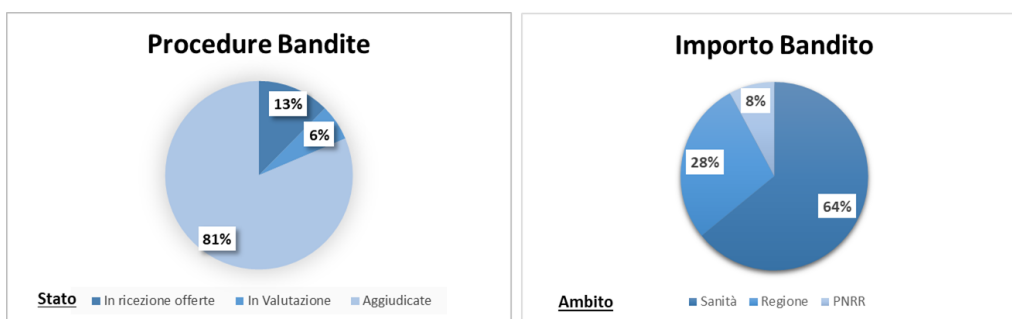 Procedure Bandite
13%
6%
81%
Stato In ricezione offerte In Valutazione Aggiudicate
Importo Bandito
8%
28%
64%
Ambito Sanità Regione PNRR